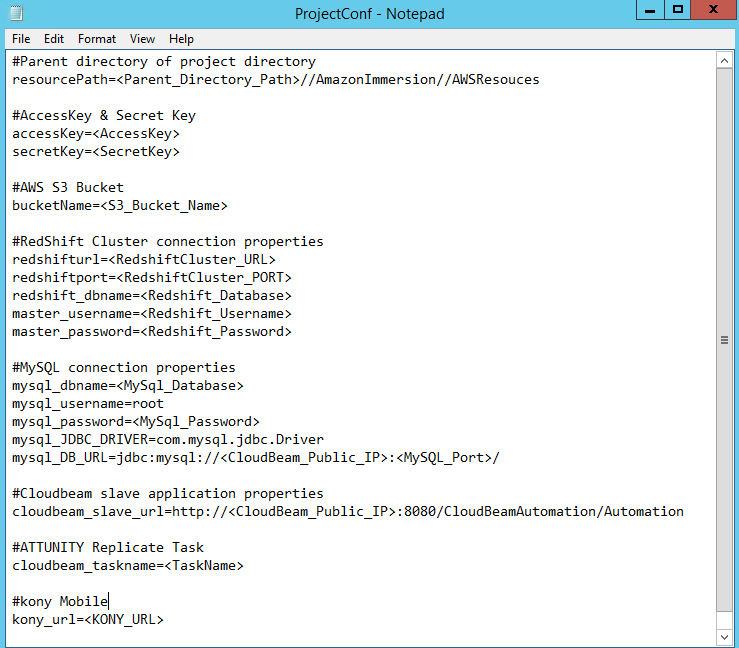 ProjectConf - Notepad
File Edit Format View Help
#Parent directory of project directory
resourcePath=<Parent_Directory_Path>//AmazonImmersion//AWSResouces
#AccessKey & Secret Key
accessKey=<AccessKey>
secretKey=<SecretKey>
#AWS S3 Bucket
bucketName=<S3_Bucket_Name>
#RedShift Cluster connection properties
redshifturl=<RedshiftCluster_URL>
redshiftport=<RedshiftCluster_PORT>
redshift_dbname=<Redshift_Database>
master_username=<Redshift_Username>
master_password=<Redshift_Password>
#MySQL connection properties
mysql_dbname=<MySql_Database>
mysql_username=root
mysql_password=<MySql_Password>
mysql_JDBC_DRIVER=com.mysql.jdbc.Driver
mysql_DB_URL=jdbc:mysql://<CloudBeam_Public_IP>:<MySQL_Port>/
#Cloudbeam slave application properties
cloudbeam_slave_url=http://<CloudBeam_Public_IP>:8080/CloudBeamAutomation/Automation
#ATTUNITY Replicate Task
cloudbeam_taskname=<TaskName>
#kony Mobile
kony_url=<KONY_URL>